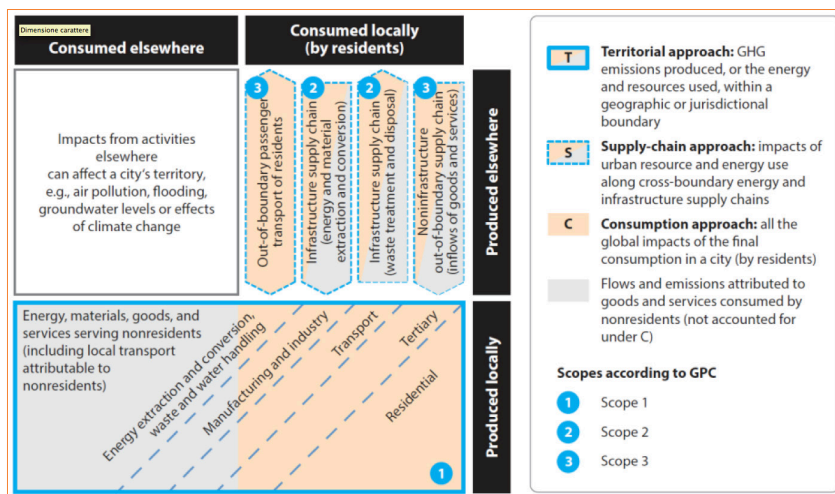 Dimensione carattere
Consumed elsewhere
Consumed locally
(by residents)
Impacts from activities
elsewhere
can affect a city's territory,
e.g., air pollution, flooding,
groundwater levels or effects
of climate change
3
Out-of-boundary passenger
transport of residents
2
Infrastructure supply chain
(energy and material
extraction and conversion)
2
Infrastructure supply chain
(waste treatment and disposal)
3
Noninfrastructure
out-of-boundary supply chain
(inflows of goods and services)
Produced elsewhere
Energy, materials, goods, and
services serving nonresidents
(including local transport
attributable to
nonresidents)
Energy extraction and conversion,
waste and water handling
Manufacturing and industry
Transport
Tertiary
Residential
1
Produced locally
T
Territorial approach: GHG
emissions produced, or the energy
and resources used, within a
geographic or jurisdictional
boundary
S
Supply-chain approach: impacts of
urban resource and energy use
along cross-boundary energy and
infrastructure supply chains
C
Consumption approach: all the
global impacts of the final
consumption in a city (by residents)
Flows and emissions attributed to
goods and services consumed by
nonresidents (not accounted for
under C)
Scopes according to GPC
1 Scope 1
2 Scope 2
3 Scope 3